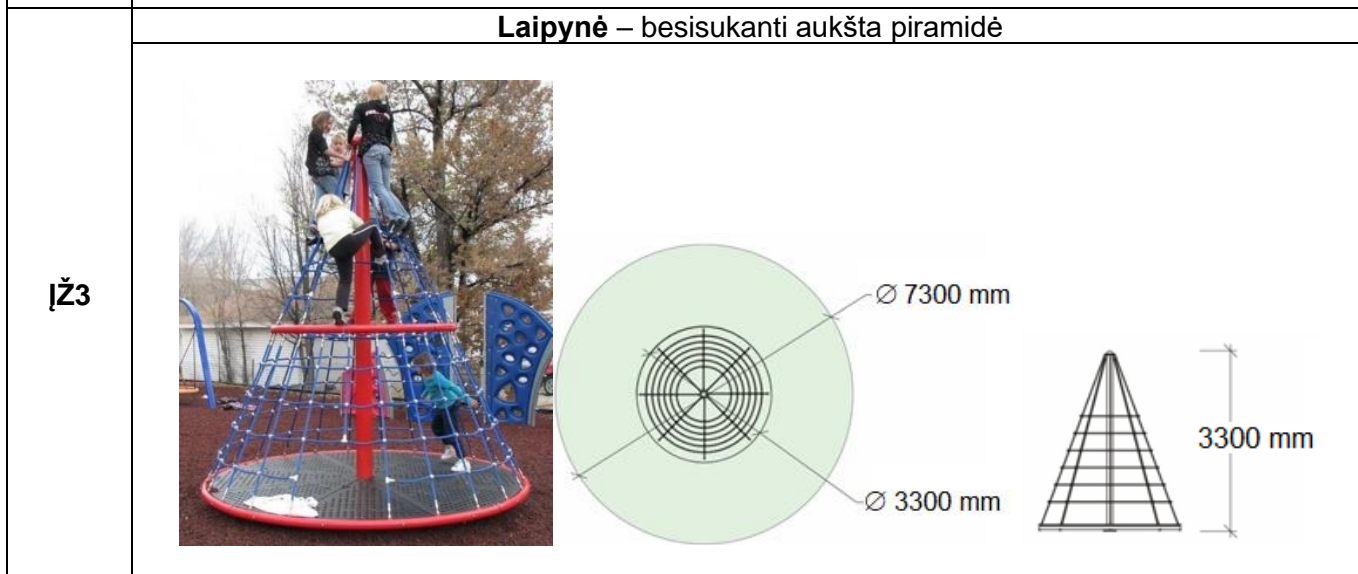 Laipynė – besisukanti aukšta piramidė
ĮŽ3
Ø 7300 mm
Ø 3300 mm
3300 mm